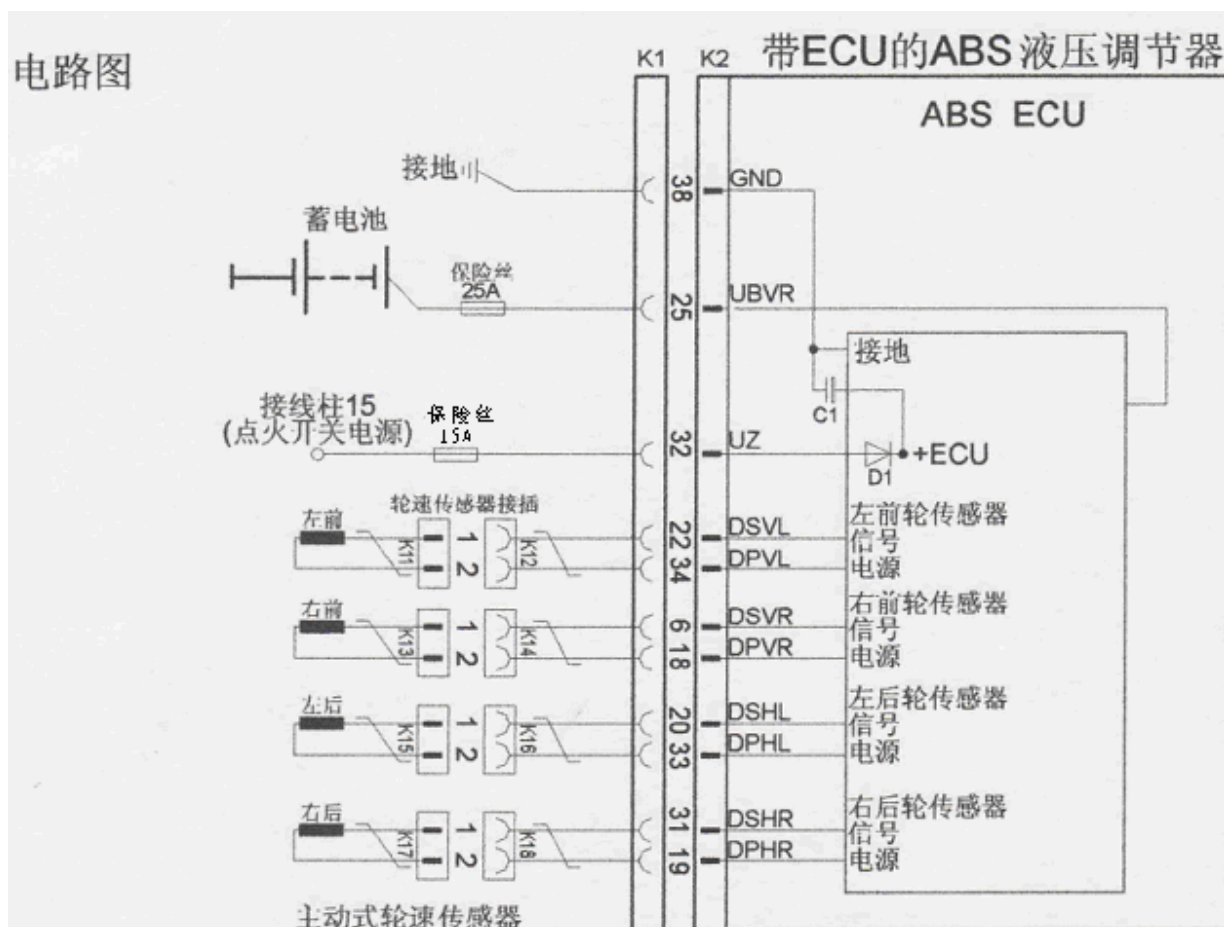 电路图
K1 K2 带ECU的ABS 液压调节器
ABS ECU
接地 38 GND
蓄电池
保险丝
25A
25 UBVR
接地
C1
接线柱15
(点火开关电源)
保险丝
15A
32 UZ
D1
+ECU
轮速传感器接插
左前 K11 1 K12 22 DSVL 左前轮传感器
信号
2 34 DPVL 电源
右前 K13 1 K14 6 DSVR 右前轮传感器
信号
2 18 DPVR 电源
左后 K15 1 K16 20 DSHL 左后轮传感器
信号
2 33 DPHL 电源
右后 K17 1 K18 31 DSHR 右后轮传感器
信号
2 19 DPHR 电源
主动式轮速传感器